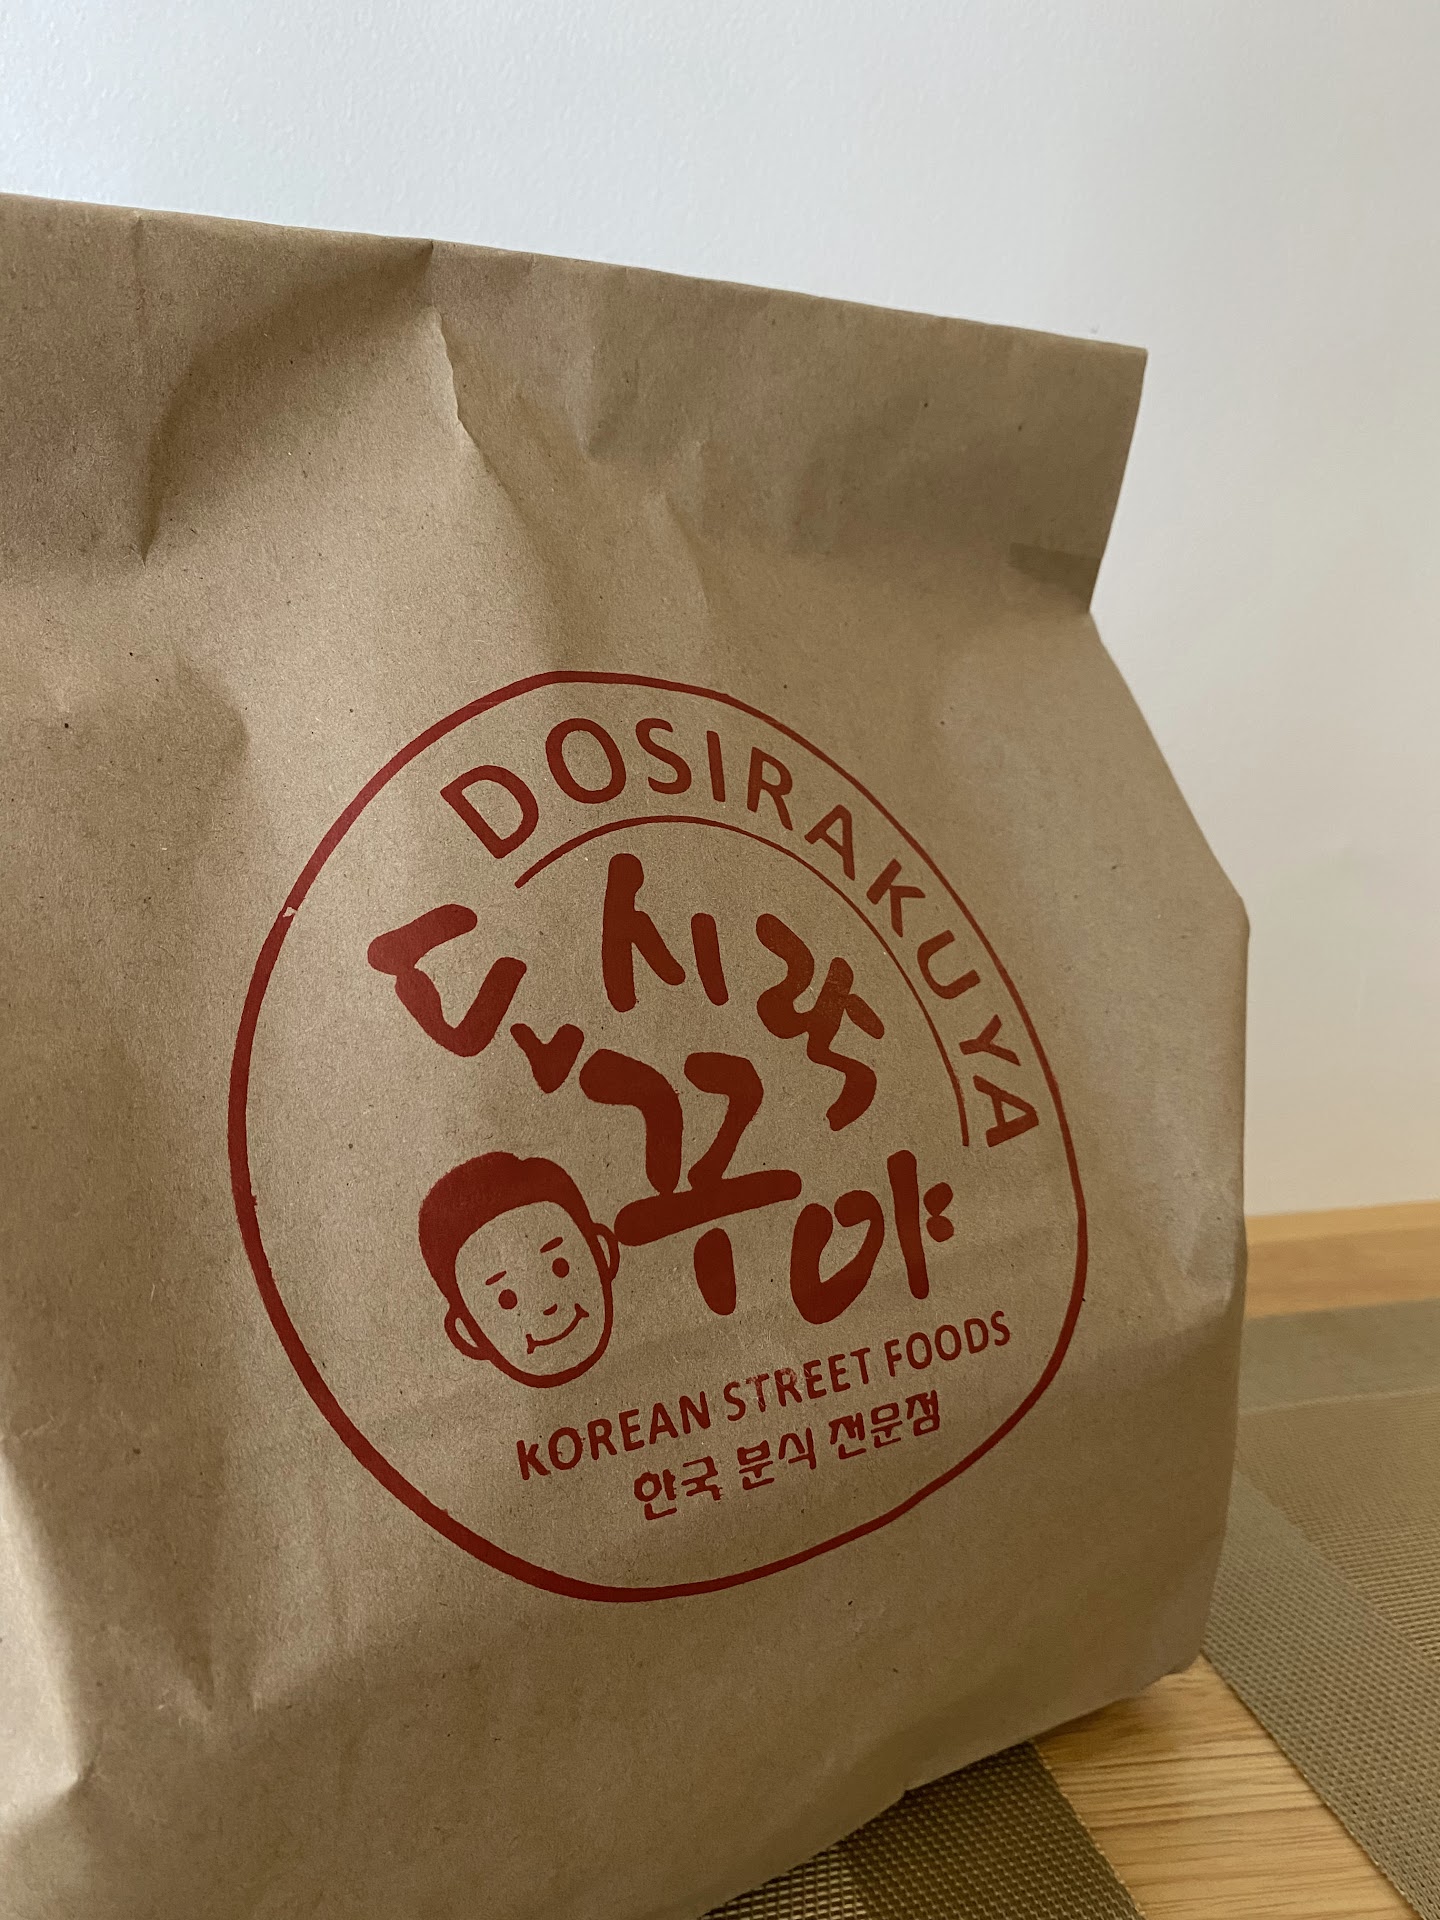 DOSIRAKUYA
도시락
꾸야
KOREAN STREET FOODS
한국 분식 전문점